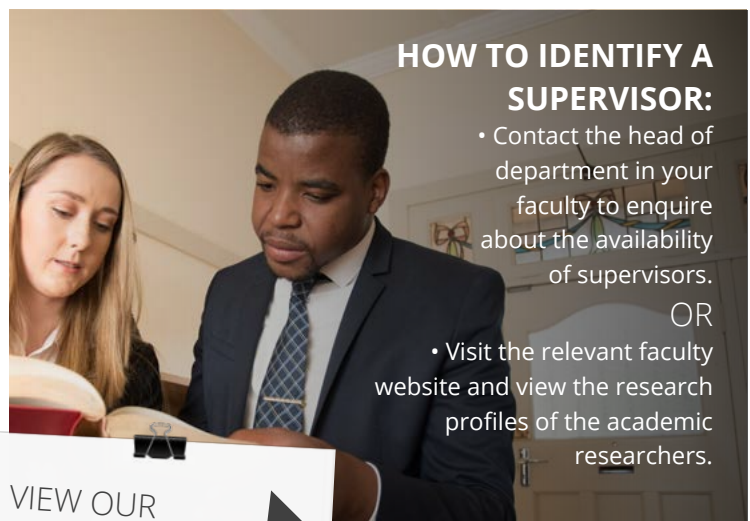 HOW TO IDENTIFY A
SUPERVISOR:
• Contact the head of
department in your
faculty to enquire
about the availability
of supervisors.
OR
• Visit the relevant faculty
website and view the research
profiles of the academic
researchers.
VIEW OUR